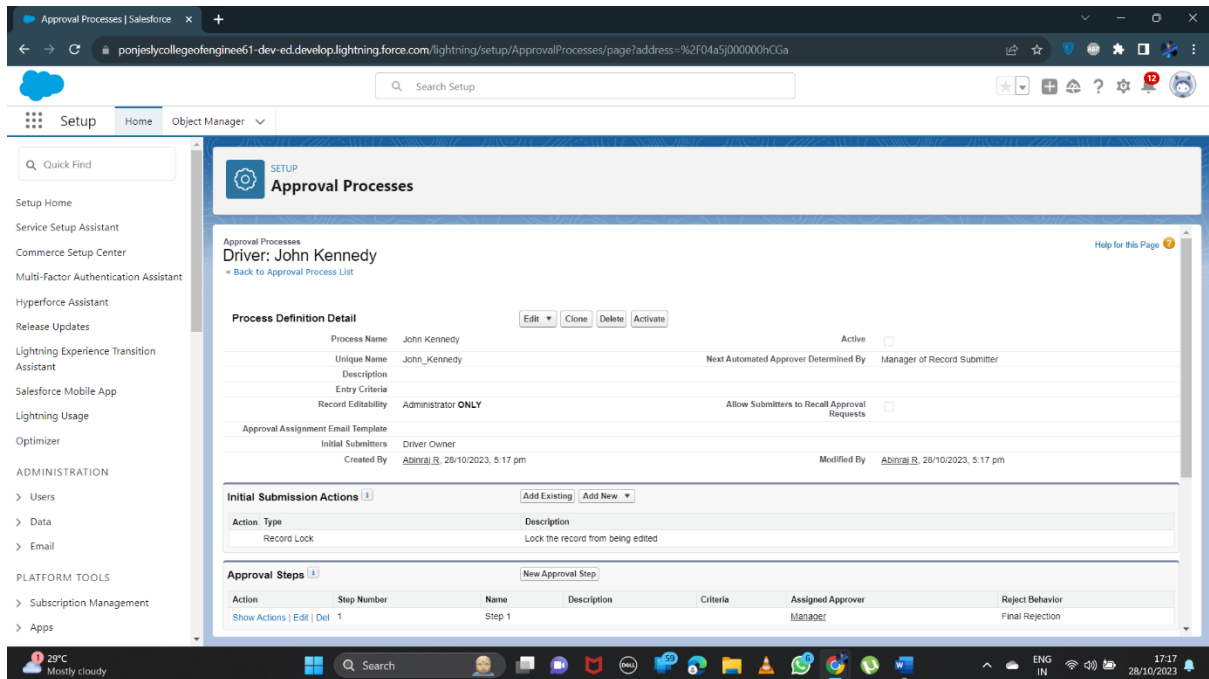 Approval Processes | Salesforce
ponjeslycollegeofenginee61-dev-ed.develop.lightning.force.com/lightning/setup/ApprovalProcesses/page?address=%2F04a5j000000hCGa
Search Setup
12
Setup Home Object Manager
Quick Find
Setup Home
Service Setup Assistant
Commerce Setup Center
Multi-Factor Authentication Assistant
Hyperforce Assistant
Release Updates
Lightning Experience Transition
Assistant
Salesforce Mobile App
Lightning Usage
Optimizer
ADMINISTRATION
Users
Data
Email
PLATFORM TOOLS
Subscription Management
Apps
SETUP
Approval Processes
Approval Processes
Driver: John Kennedy
« Back to Approval Process List
Help for this Page
Process Definition Detail Edit Clone Delete Activate
Process Name John Kennedy Active
Unique Name John_Kennedy Next Automated Approver Determined By Manager of Record Submitter
Description
Entry Criteria
Record Editability Administrator ONLY Allow Submitters to Recall Approval
Requests
Approval Assignment Email Template
Initial Submitters Driver Owner
Created By Abinraj R, 28/10/2023, 5:17 pm Modified By Abinraj R, 28/10/2023, 5:17 pm
Initial Submission Actions Add Existing Add New
Action Type Description
Record Lock Lock the record from being edited
Approval Steps New Approval Step
Action Step Number Name Description Criteria Assigned Approver Reject Behavior
Show Actions | Edit | Del 1 Step 1 Manager Final Rejection
1 29°C
Mostly cloudy
Search
DELL
59
6
ENG
IN
17:17
28/10/2023